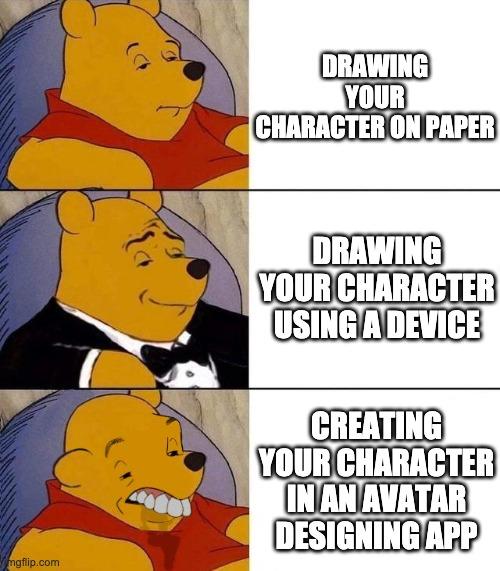 DRAWING
YOUR
CHARACTER ON PAPER
DRAWING
YOUR CHARACTER
USING A DEVICE
CREATING
YOUR CHARACTER
IN AN AVATAR
DESIGNING APP
imgflip.com